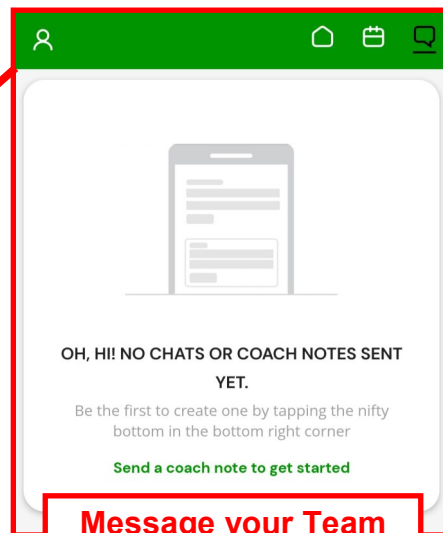 OH, HI! NO CHATS OR COACH NOTES SENT
YET.
Be the first to create one by tapping the nifty
bottom in the bottom right corner
Send a coach note to get started
Message your Team